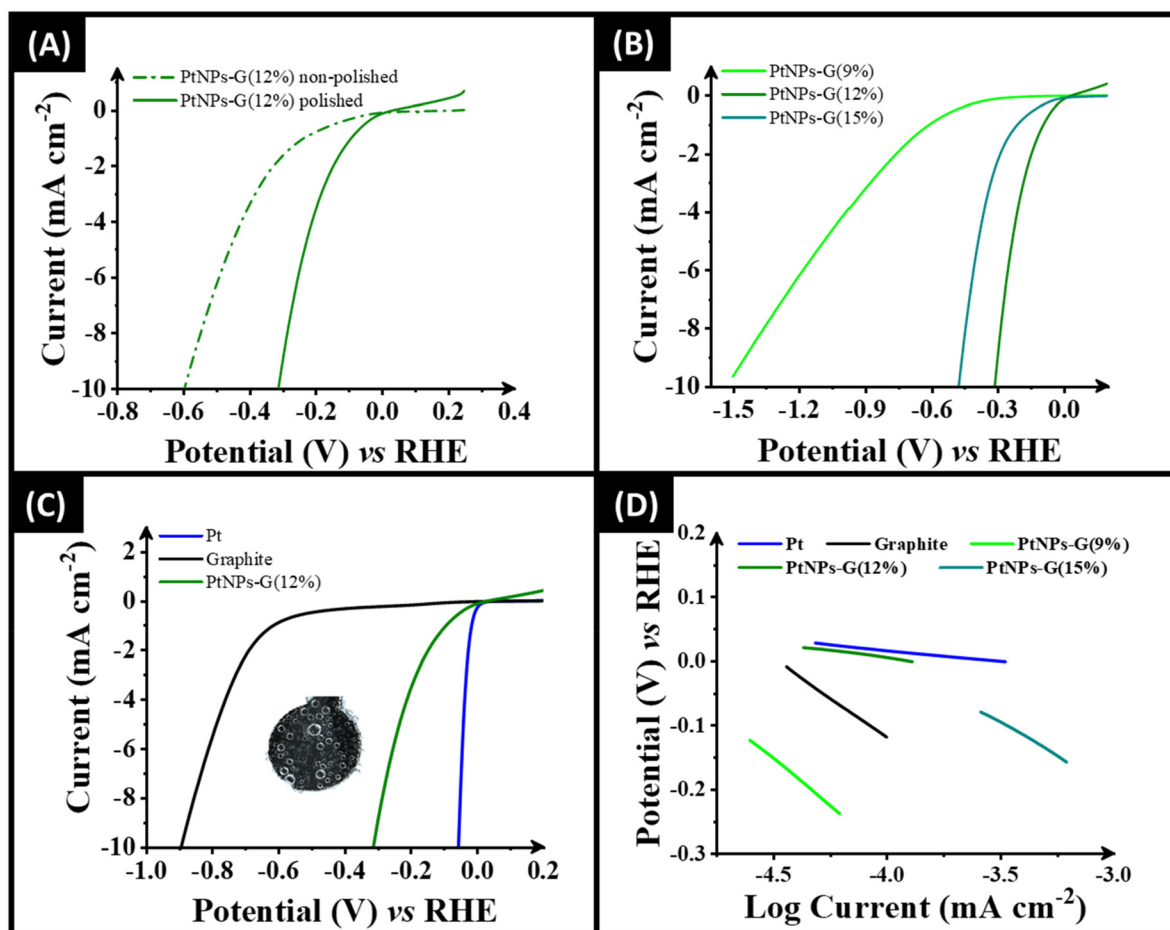 (A)
PtNPs-G(12%) non-polished
PtNPs-G(12%) polished
0
-2
-4
-6
-8
-10
-0.8 -0.6 -0.4 -0.2 0.0 0.2 0.4
Current (mA cm⁻²)
Potential (V) vs RHE
(B)
PtNPs-G(9%)
PtNPs-G(12%)
PtNPs-G(15%)
0
-2
-4
-6
-8
-10
-1.5 -1.2 -0.9 -0.6 -0.3 0.0
Current (mA cm⁻²)
Potential (V) vs RHE
(C)
Pt
Graphite
PtNPs-G(12%)
2
0
-2
-4
-6
-8
-10
-1.0 -0.8 -0.6 -0.4 -0.2 0.0 0.2
Current (mA cm⁻²)
Potential (V) vs RHE
(D)
Pt Graphite PtNPs-G(9%)
PtNPs-G(12%) PtNPs-G(15%)
0.2
0.1
0.0
-0.1
-0.2
-0.3
-4.5 -4.0 -3.5 -3.0
Potential (V) vs RHE
Log Current (mA cm⁻²)